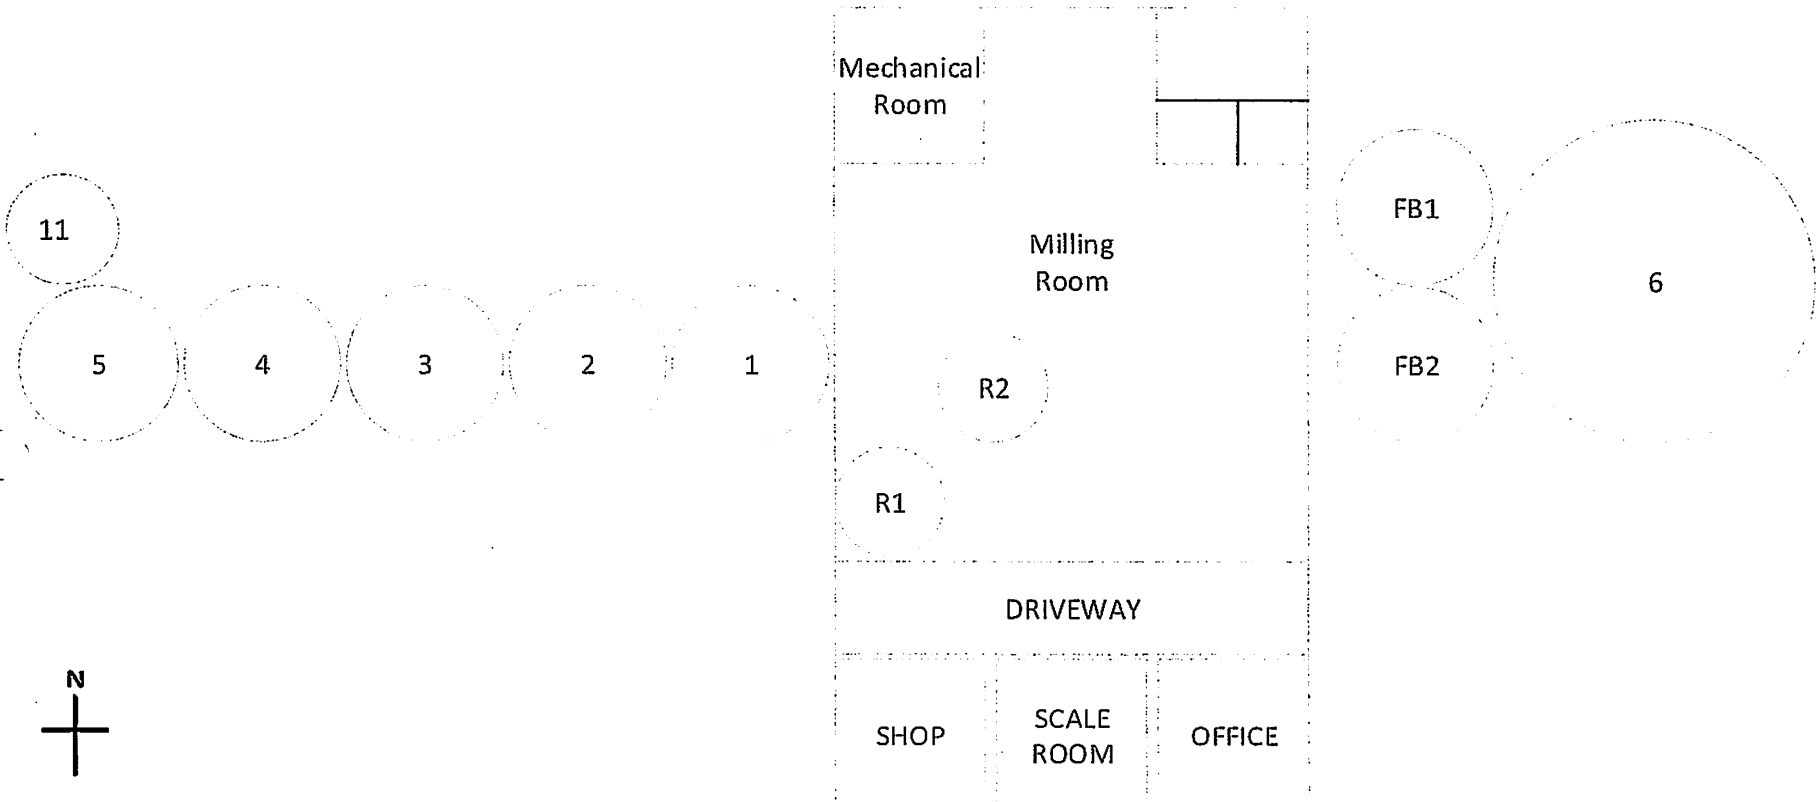 Mechanical
Room
11
FB1
6
Milling
Room
5
4
3
2
1
R2
FB2
R1
DRIVEWAY
N
SHOP
SCALE
ROOM
OFFICE